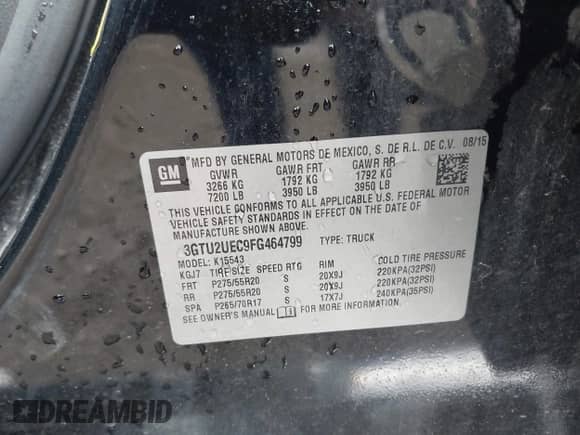 GM
MFD BY GENERAL MOTORS DE MEXICO, S. DE R.L. DE C.V. 08/15
GVWR GAWR FRT GAWR RR
3266 KG 1792 KG 1792 KG
7200 LB 3950 LB 3950 LB
THIS VEHICLE CONFORMS TO ALL APPLICABLE U.S. FEDERAL MOTOR
VEHICLE SAFETY STANDARDS IN EFFECT ON THE DATE OF
MANUFACTURE SHOWN ABOVE.
3GTU2UEC9FG464799 TYPE: TRUCK
MODEL: K15543
KGJ7 TIRE SIZE SPEED RTG RIM COLD TIRE PRESSURE
FRT P275/55R20 S 20X9J 220KPA(32PSI)
RR P275/55R20 S 20X9J 220KPA(32PSI)
SPA P265/70R17 S 17X7J 240KPA(35PSI)
SEE OWNER'S MANUAL FOR MORE INFORMATION.
DREAMBID